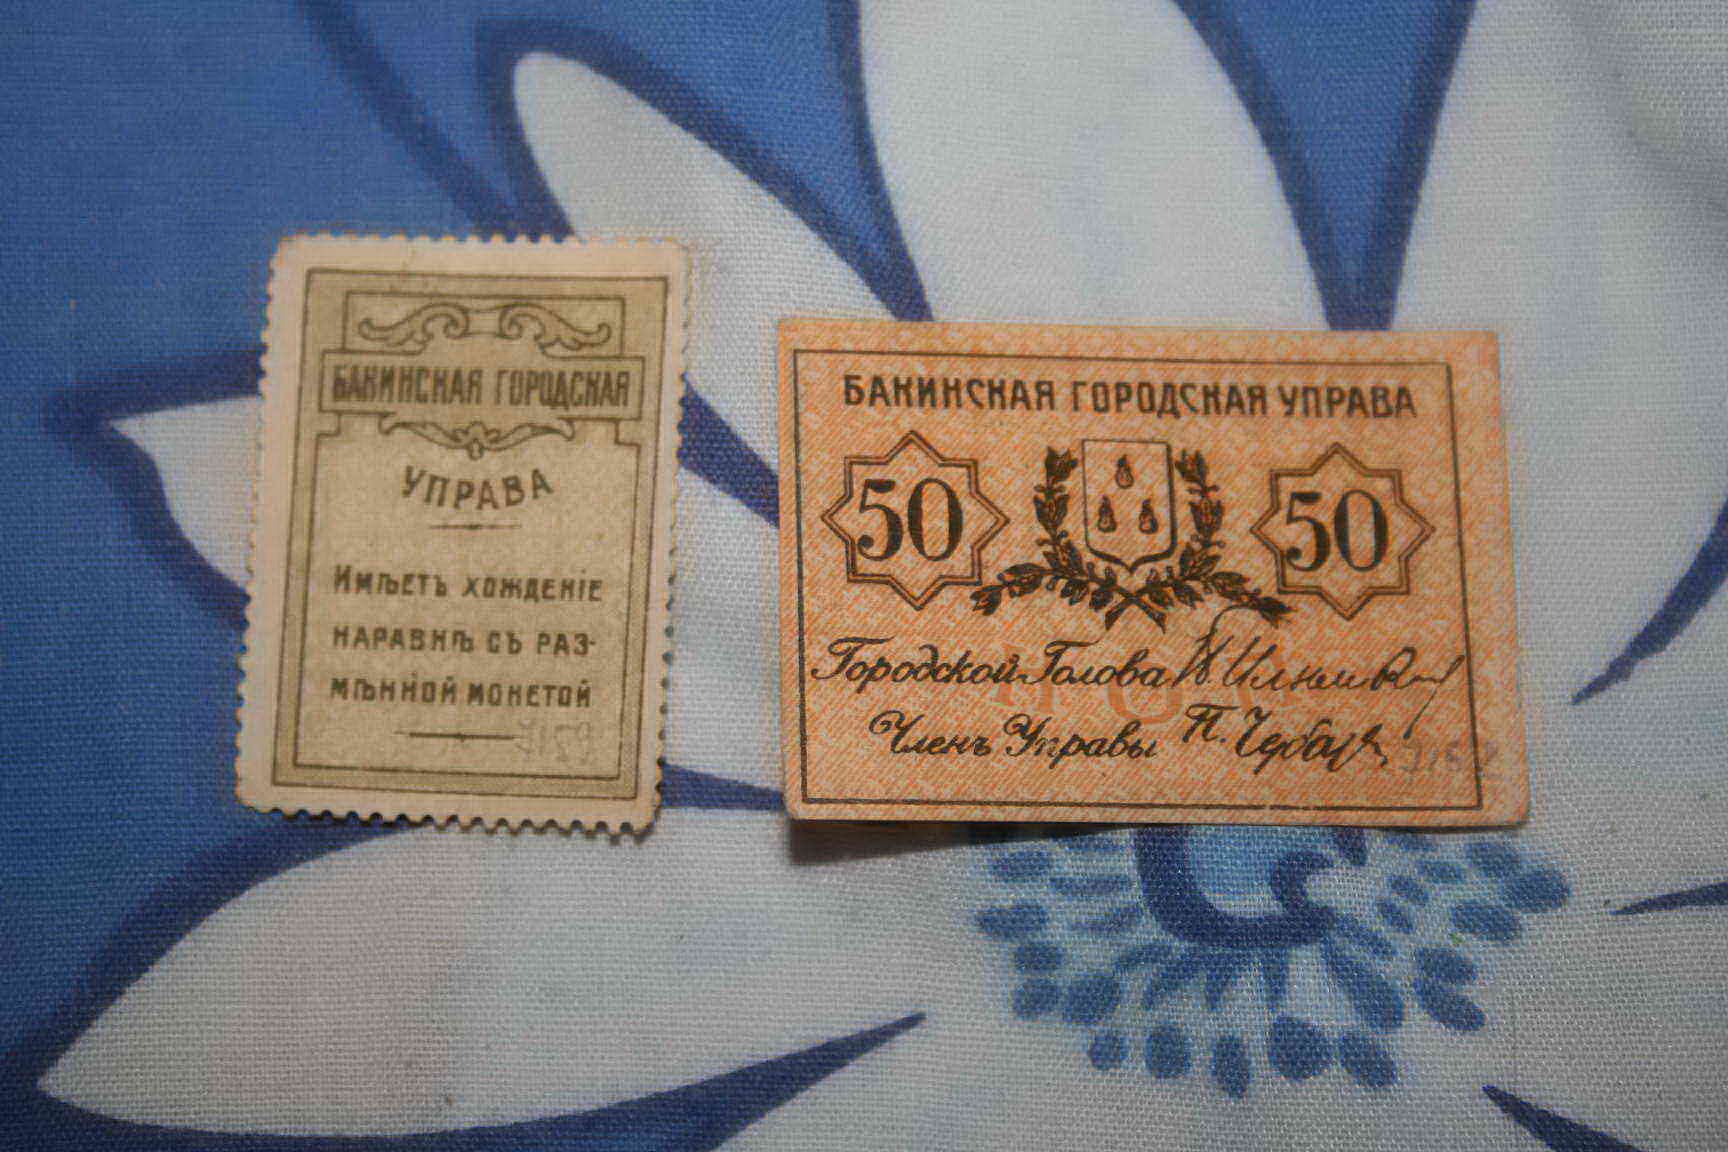 БАКИНСКАЯ ГОРОДСКАЯ
УПРАВА
Имѣетъ хожденіе
наравнѣ съ раз-
мѣнной монетой
БАКИНСКАЯ ГОРОДСКАЯ УПРАВА
50 50
Городской Голова
Членъ Управы П.